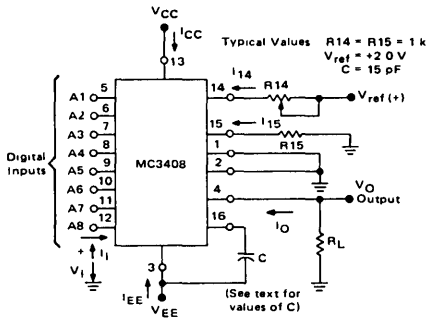 VCC
ICC
13
Typical Values R14 = R15 = 1 k
Vref = +2 0 V
C = 15 pF
Digital
Inputs
A1 5
A2 6
A3 7
A4 8
A5 9
A6 10
A7 11
A8 12
MC3408
14 I14 R14 Vref (+)
15 I15
R15
1
2
4 VO
Output
IO
16
RL
C
(See text for
values of C)
+ Ii
Vi
3
IEE
VEE